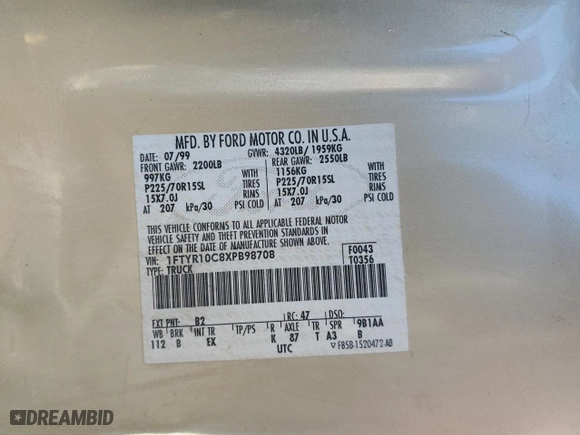 MFD. BY FORD MOTOR CO. IN U.S.A.
DATE 07/99 GVWR: 4320LB/ 1959KG
FRONT GAWR: 2200LB REAR GAWR: 2550LB
997KG WITH 1156KG WITH
P225/70R15SL TIRES P225/70R15SL TIRES
15X7.0J RIMS 15X7.0J RIMS
AT 207 kPa/30 PSI COLD AT 207 kPa/30 PSI COLD
THIS VEHICLE CONFORMS TO ALL APPLICABLE FEDERAL MOTOR
VEHICLE SAFETY AND THEFT PREVENTION STANDARDS IN
EFFECT ON THE DATE OF MANUFACTURE SHOWN ABOVE.
VIN: 1FTYR10C8XPB98708 F0043
TYPE: TRUCK T0356
EXT PNT: B2 RC: 47 DSO:
WB BRK INT TR TP/PS R AXLE TR SPR 9B1AA
112 B EX K 87 T A3 B
UTC F85B-1520472-AB
DREAMBID